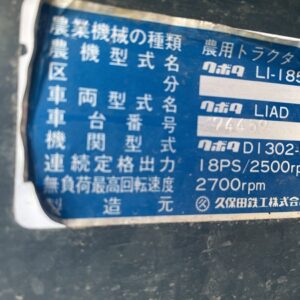 農業機械の種類 農用トラクタ
農機型式名 クボタ LI-185
区分
車両型式名 クボタ LIAD
車台番号
機関型式 クボタ D1302-
連続定格出力 18PS/2500rp
無負荷最高回転速度 2700rpm
製造元 久保田鉄工株式会